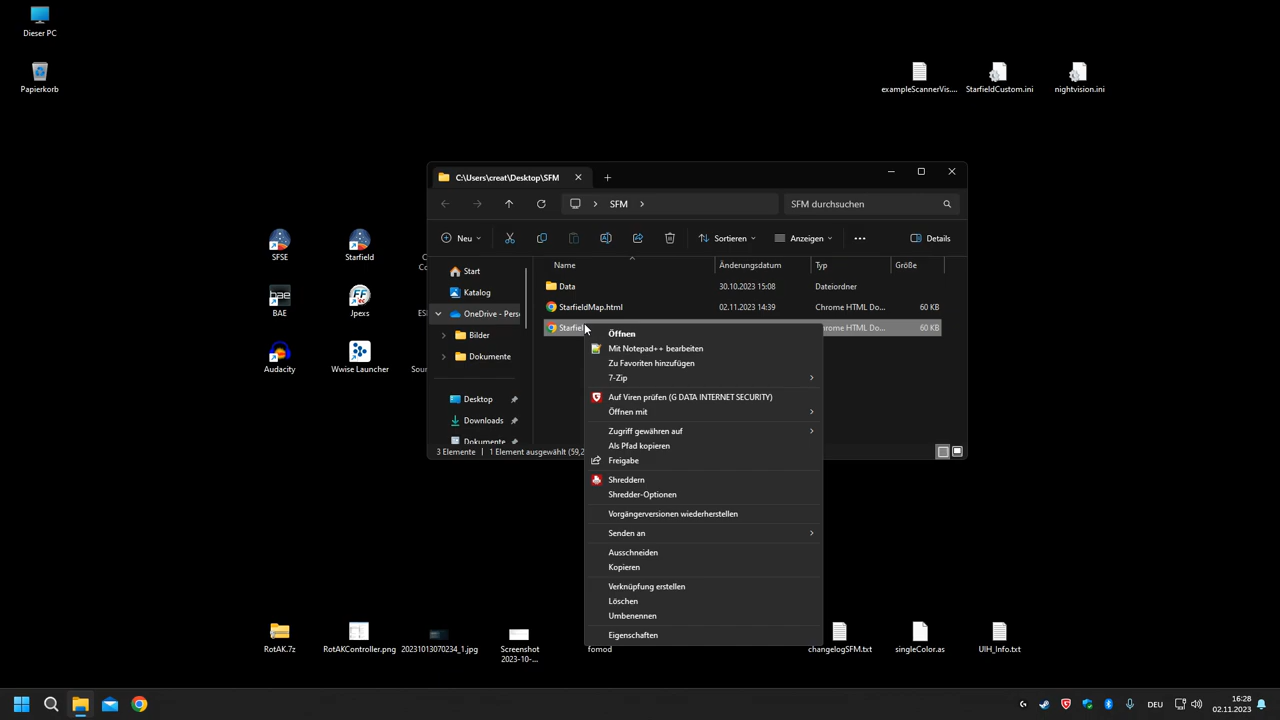 Dieser PC
Papierkorb
exampleScannerVis....
StarfieldCustom.ini
nightvision.ini
SFSE
Starfield
BAE
Jpexs
Audacity
Wwise Launcher
C:\Users\creat\Desktop\SFM
SFM
SFM durchsuchen
Neu
Sortieren
Anzeigen
Details
Name
Änderungsdatum
Typ
Größe
Start
Katalog
OneDrive - Perso
Bilder
Dokumente
Desktop
Downloads
Dokumente
Data
30.10.2023 15:08
Dateiordner
StarfieldMap.html
02.11.2023 14:39
Chrome HTML Do...
60 KB
Starfiel
hrome HTML Do...
60 KB
3 Elemente
1 Element ausgewählt (59,2
Öffnen
Mit Notepad++ bearbeiten
Zu Favoriten hinzufügen
7-Zip
Auf Viren prüfen (G DATA INTERNET SECURITY)
Öffnen mit
Zugriff gewähren auf
Als Pfad kopieren
Freigabe
Shreddern
Shredder-Optionen
Vorgängerversionen wiederherstellen
Senden an
Ausschneiden
Kopieren
Verknüpfung erstellen
Löschen
Umbenennen
Eigenschaften
RotAK.7z
RotAKController.png
20231013070234_1.jpg
Screenshot
2023-10-...
fomod
changelogSFM.txt
singleColor.as
UIH_Info.txt
DEU
16:28
02.11.2023